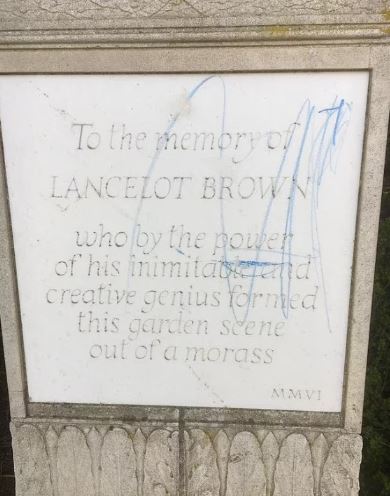 To the memory of
LANCELOT BROWN
who by the power
of his inimitable and
creative genius formed
this garden scene
out of a morass
MMVI